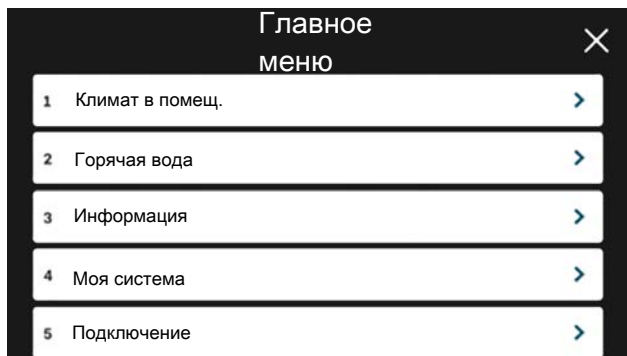 Главное
меню
1 Климат в помещ.
2 Горячая вода
3 Информация
4 Моя система
5 Подключение